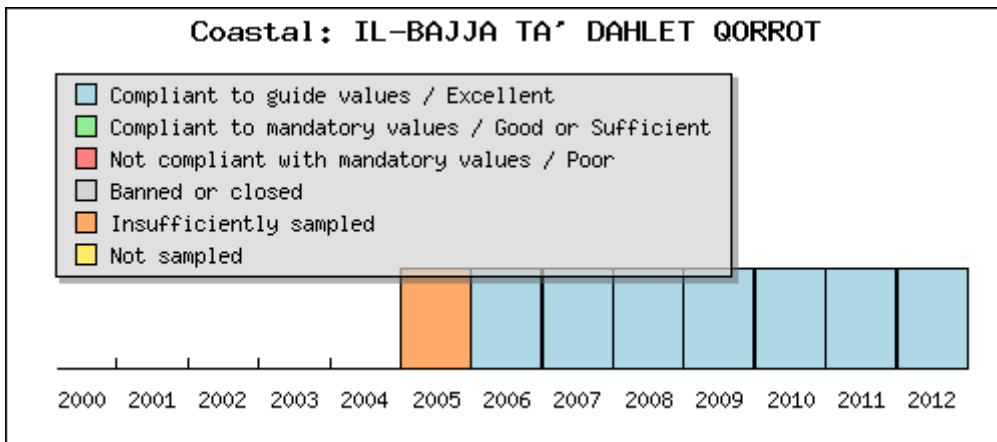 Coastal: IL-BAJJA TA' DAHLET QORROT
Compliant to guide values / Excellent
Compliant to mandatory values / Good or Sufficient
Not compliant with mandatory values / Poor
Banned or closed
Insufficiently sampled
Not sampled
2000 2001 2002 2003 2004 2005 2006 2007 2008 2009 2010 2011 2012